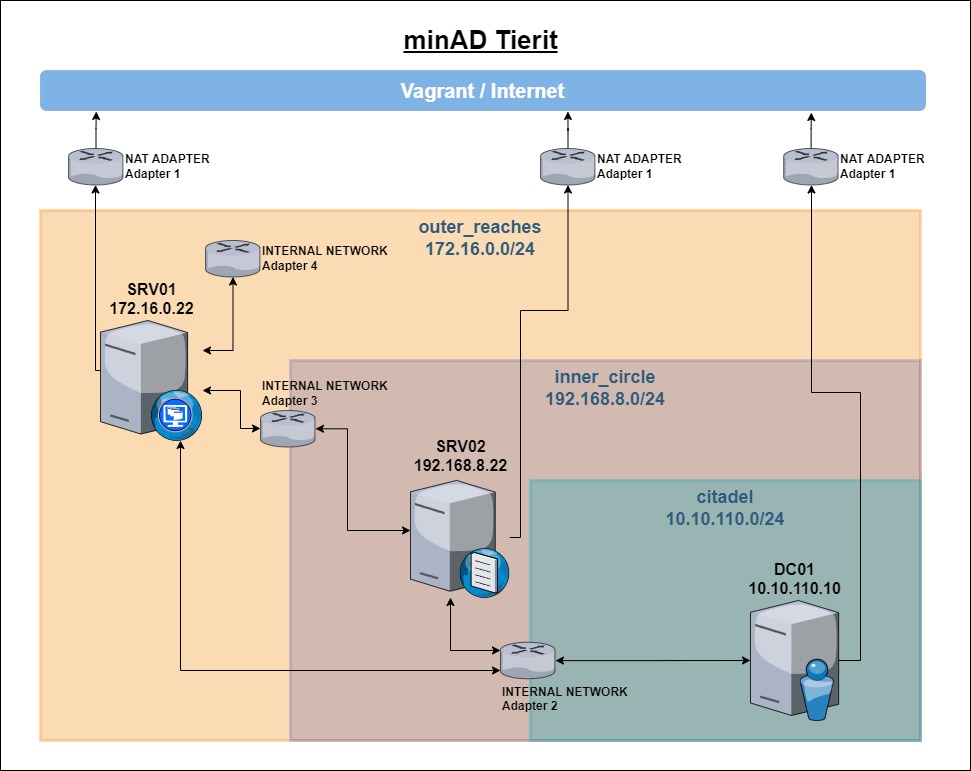 minAD Tierit
Vagrant / Internet
NAT ADAPTER
Adapter 1
NAT ADAPTER
Adapter 1
NAT ADAPTER
Adapter 1
outer_reaches
172.16.0.0/24
INTERNAL NETWORK
Adapter 4
SRV01
172.16.0.22
inner_circle
192.168.8.0/24
INTERNAL NETWORK
Adapter 3
SRV02
192.168.8.22
citadel
10.10.110.0/24
DC01
10.10.110.10
INTERNAL NETWORK
Adapter 2